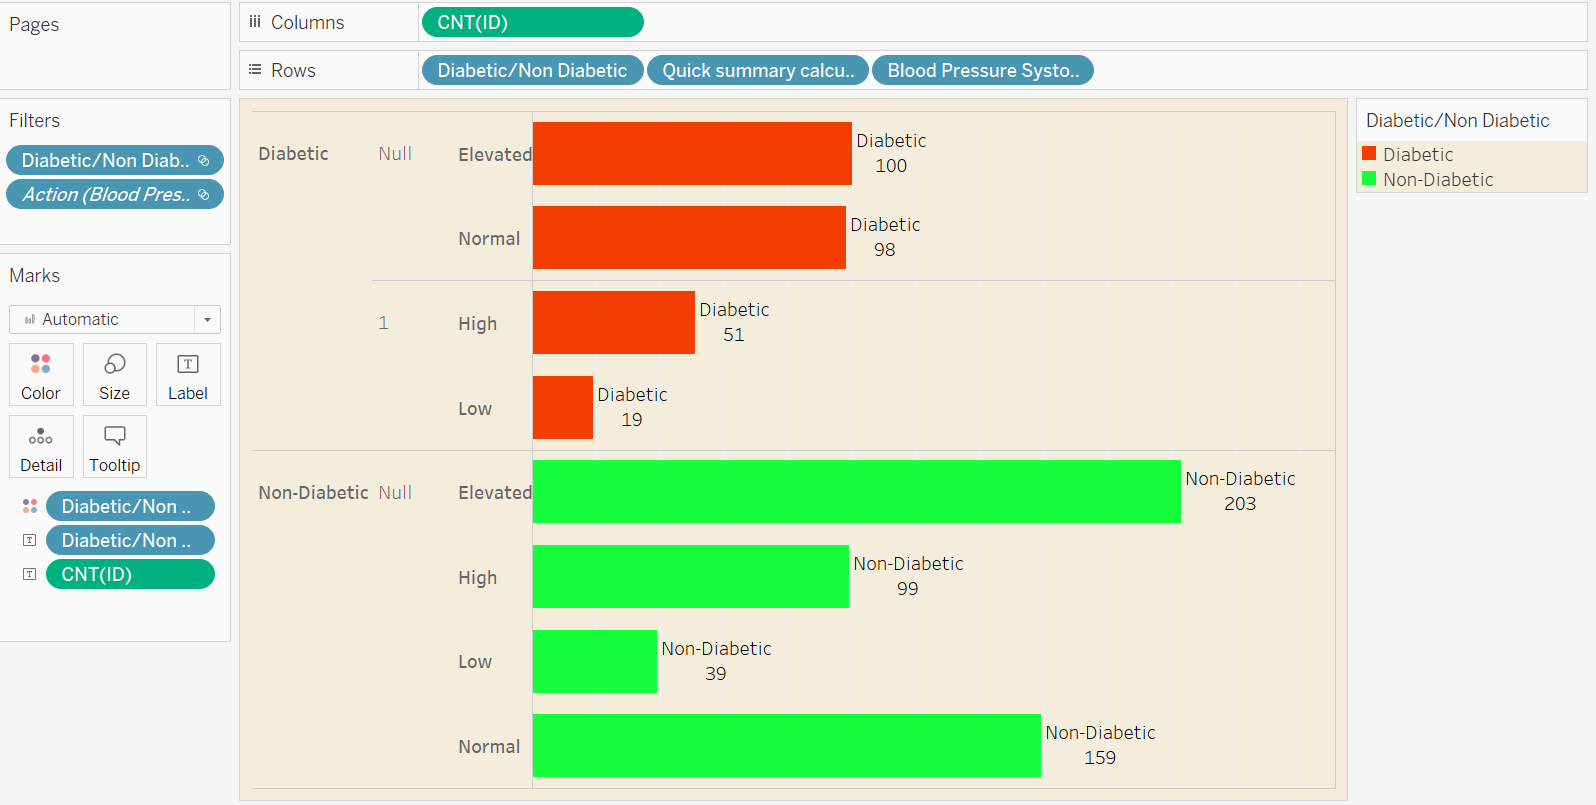 Pages
Columns
CNT(ID)
Rows
Diabetic/Non Diabetic
Quick summary calcu..
Blood Pressure Systo..
Filters
Diabetic/Non Diab..
Action (Blood Pres..
Marks
Automatic
Color
Size
Label
Detail
Tooltip
Diabetic/Non ..
Diabetic/Non ..
CNT(ID)
Diabetic
Null
Elevated
Diabetic
100
Normal
Diabetic
98
1
High
Diabetic
51
Low
Diabetic
19
Non-Diabetic
Null
Elevated
Non-Diabetic
203
High
Non-Diabetic
99
Low
Non-Diabetic
39
Normal
Non-Diabetic
159
Diabetic/Non Diabetic
Diabetic
Non-Diabetic